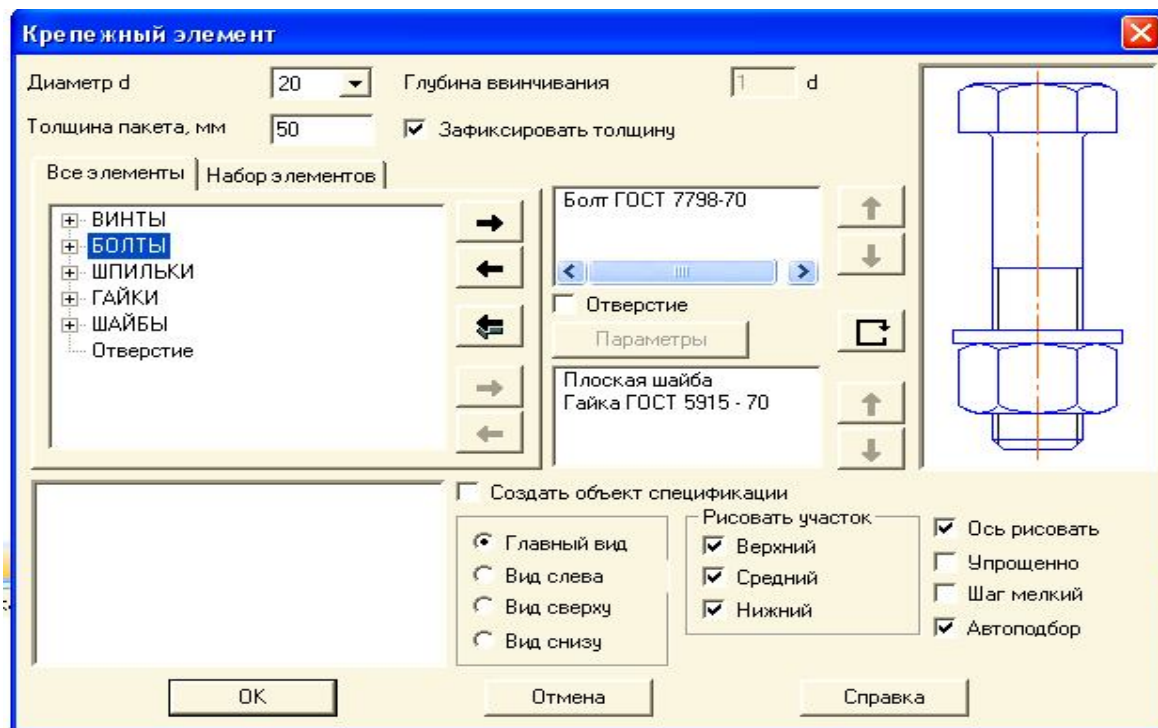 Крепежный элемент
Диаметр d 20 Глубина ввинчивания 1 d
Толщина пакета, мм 50 Зафиксировать толщину
Все элементы Набор элементов
ВИНТЫ
БОЛТЫ
ШПИЛЬКИ
ГАЙКИ
ШАЙБЫ
Отверстие
Болт ГОСТ 7798-70
Отверстие
Параметры
Плоская шайба
Гайка ГОСТ 5915 - 70
Создать объект спецификации
Главный вид
Вид слева
Вид сверху
Вид снизу
Рисовать участок
Верхний
Средний
Нижний
Ось рисовать
Упрощенно
Шаг мелкий
Автоподбор
OK Отмена Справка